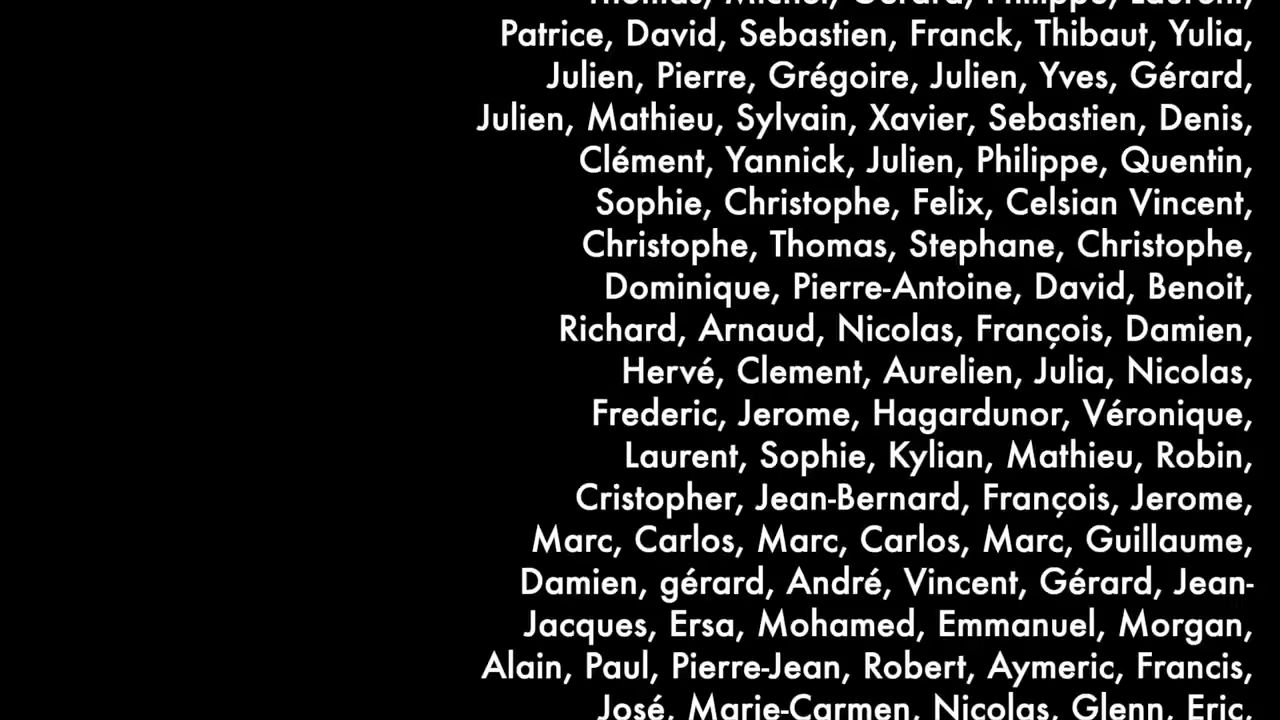 Thomas, Michel, Gérard, Philippe, Laurent,
Patrice, David, Sebastien, Franck, Thibaut, Yulia,
Julien, Pierre, Grégoire, Julien, Yves, Gérard,
Julien, Mathieu, Sylvain, Xavier, Sebastien, Denis,
Clément, Yannick, Julien, Philippe, Quentin,
Sophie, Christophe, Felix, Celsian Vincent,
Christophe, Thomas, Stephane, Christophe,
Dominique, Pierre-Antoine, David, Benoit,
Richard, Arnaud, Nicolas, François, Damien,
Hervé, Clement, Aurelien, Julia, Nicolas,
Frederic, Jerome, Hagardunor, Véronique,
Laurent, Sophie, Kylian, Mathieu, Robin,
Cristopher, Jean-Bernard, François, Jerome,
Marc, Carlos, Marc, Carlos, Marc, Guillaume,
Damien, gérard, André, Vincent, Gérard, Jean-
Jacques, Ersa, Mohamed, Emmanuel, Morgan,
Alain, Paul, Pierre-Jean, Robert, Aymeric, Francis,
José, Marie-Carmen, Nicolas, Glenn, Eric,